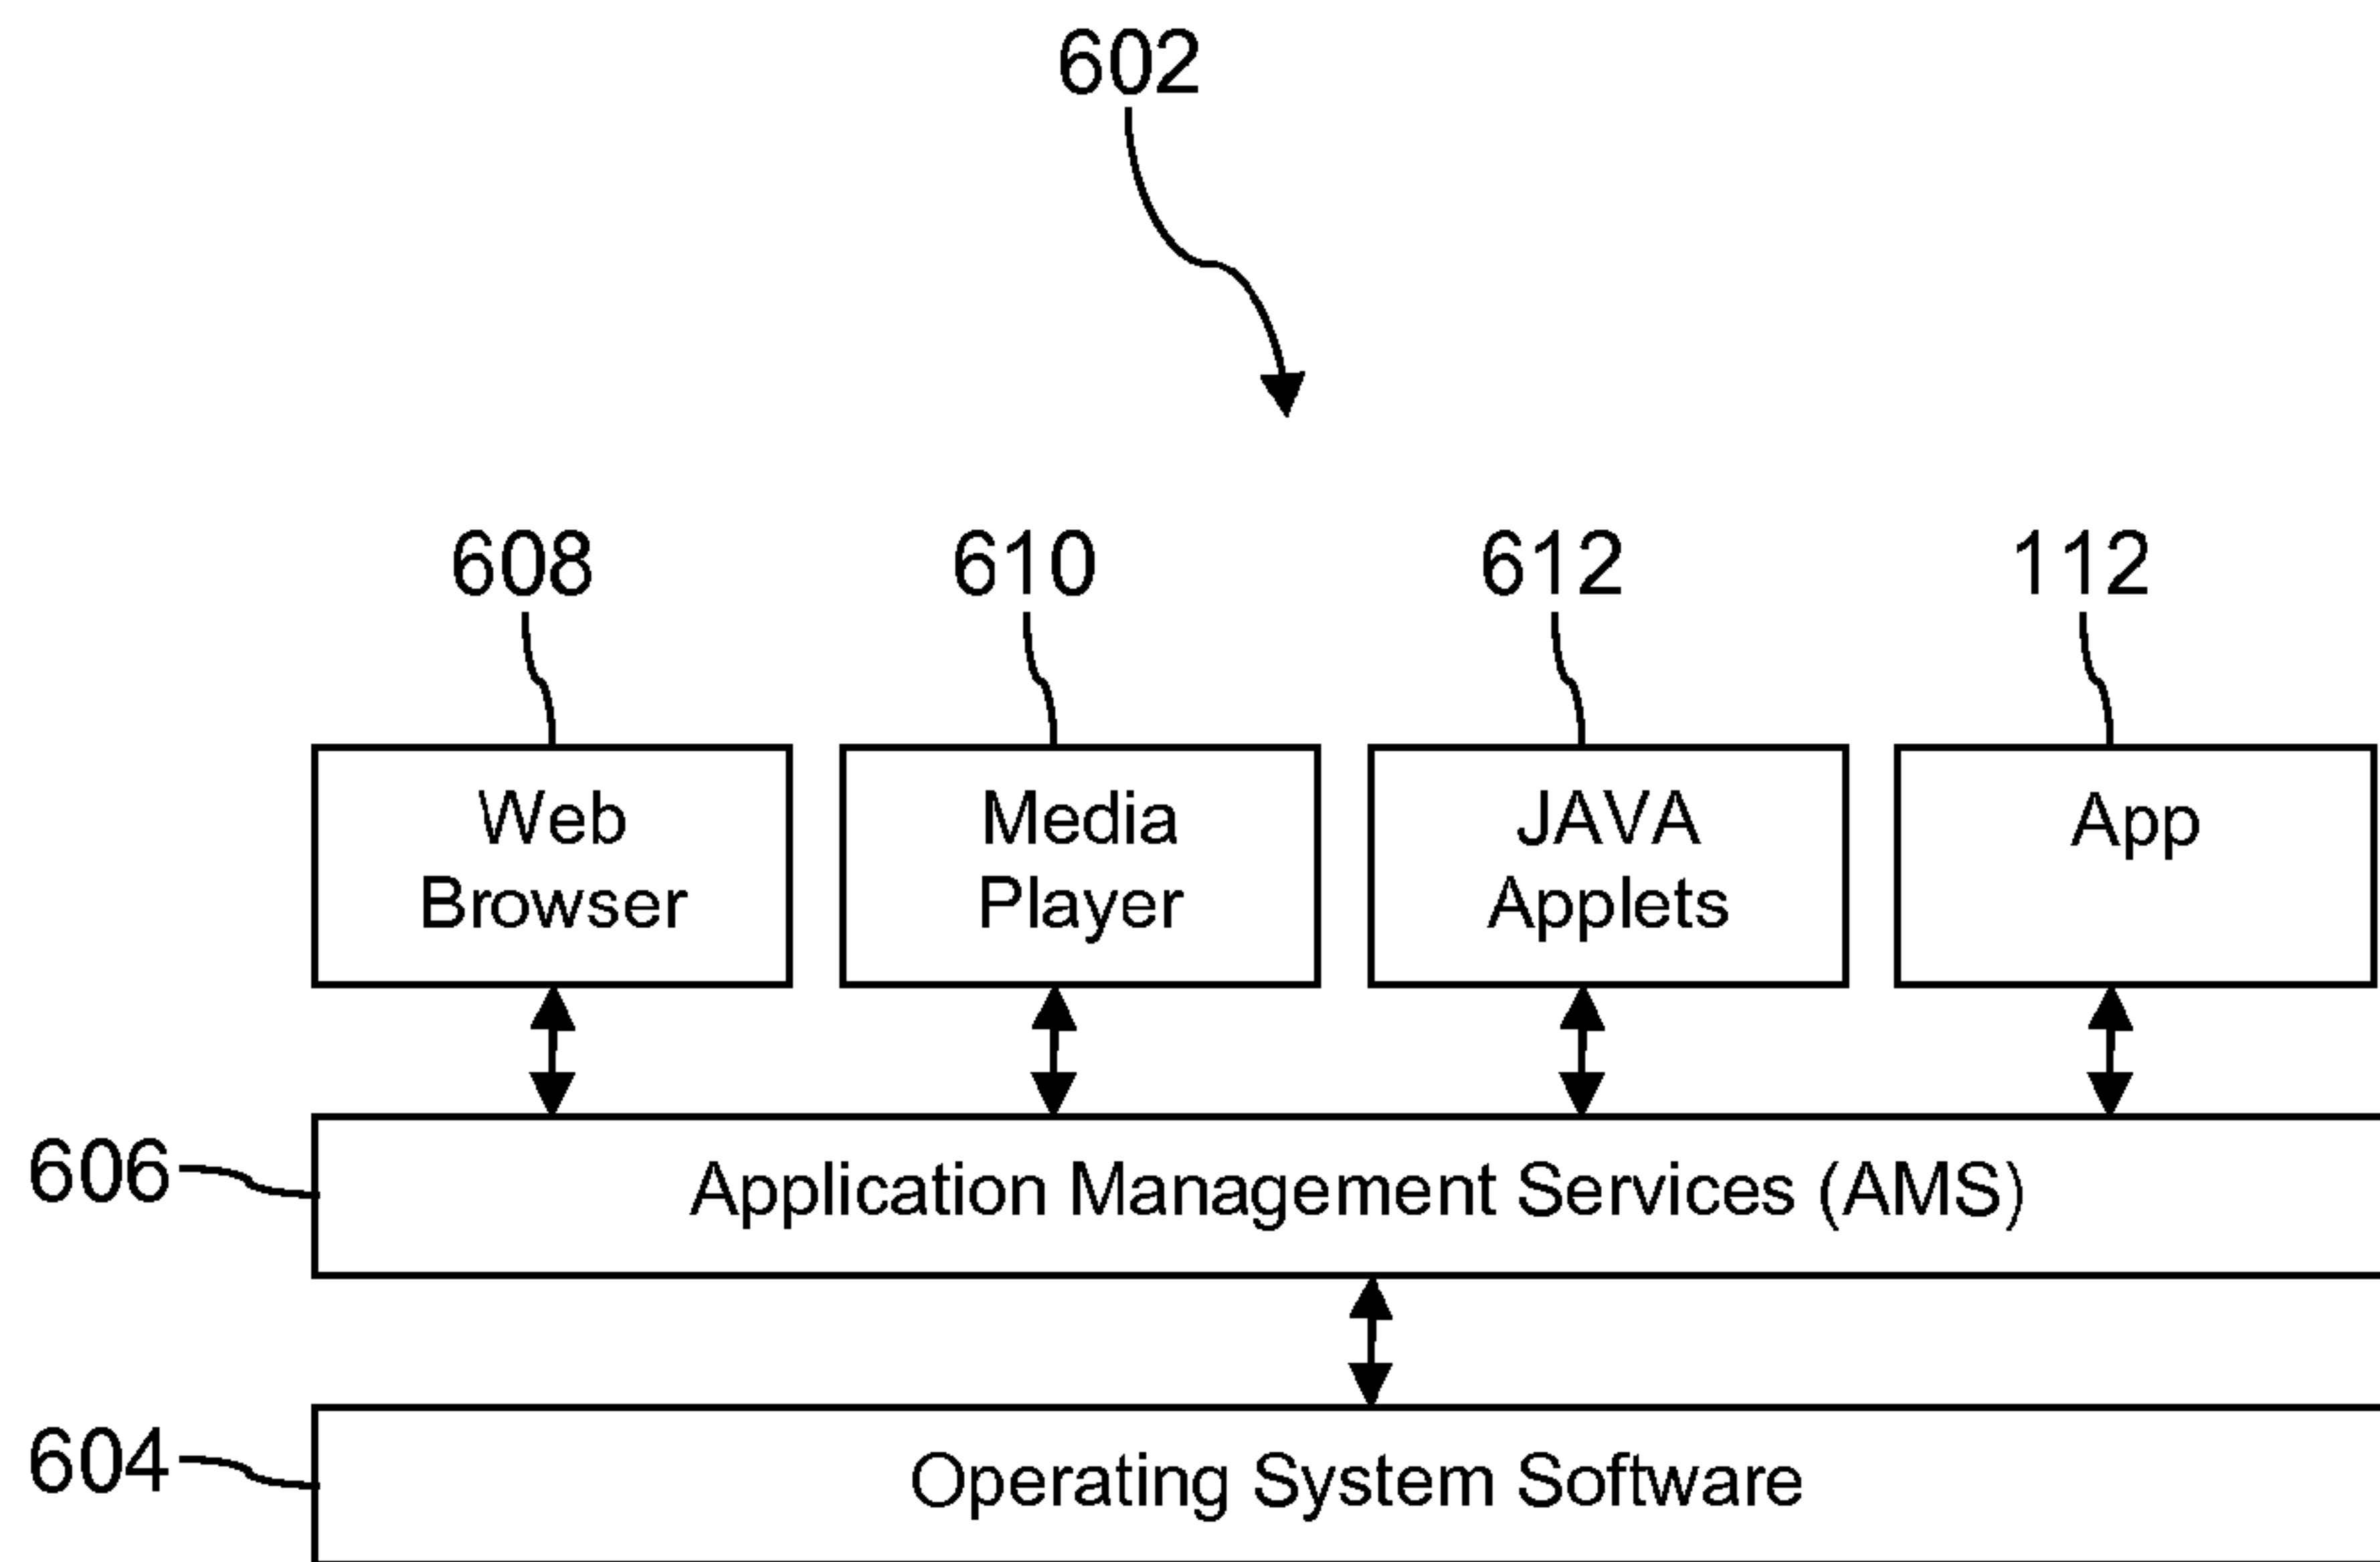 602
608
610
612
112
Web
Browser
Media
Player
JAVA
Applets
App
606
Application Management Services (AMS)
604
Operating System Software